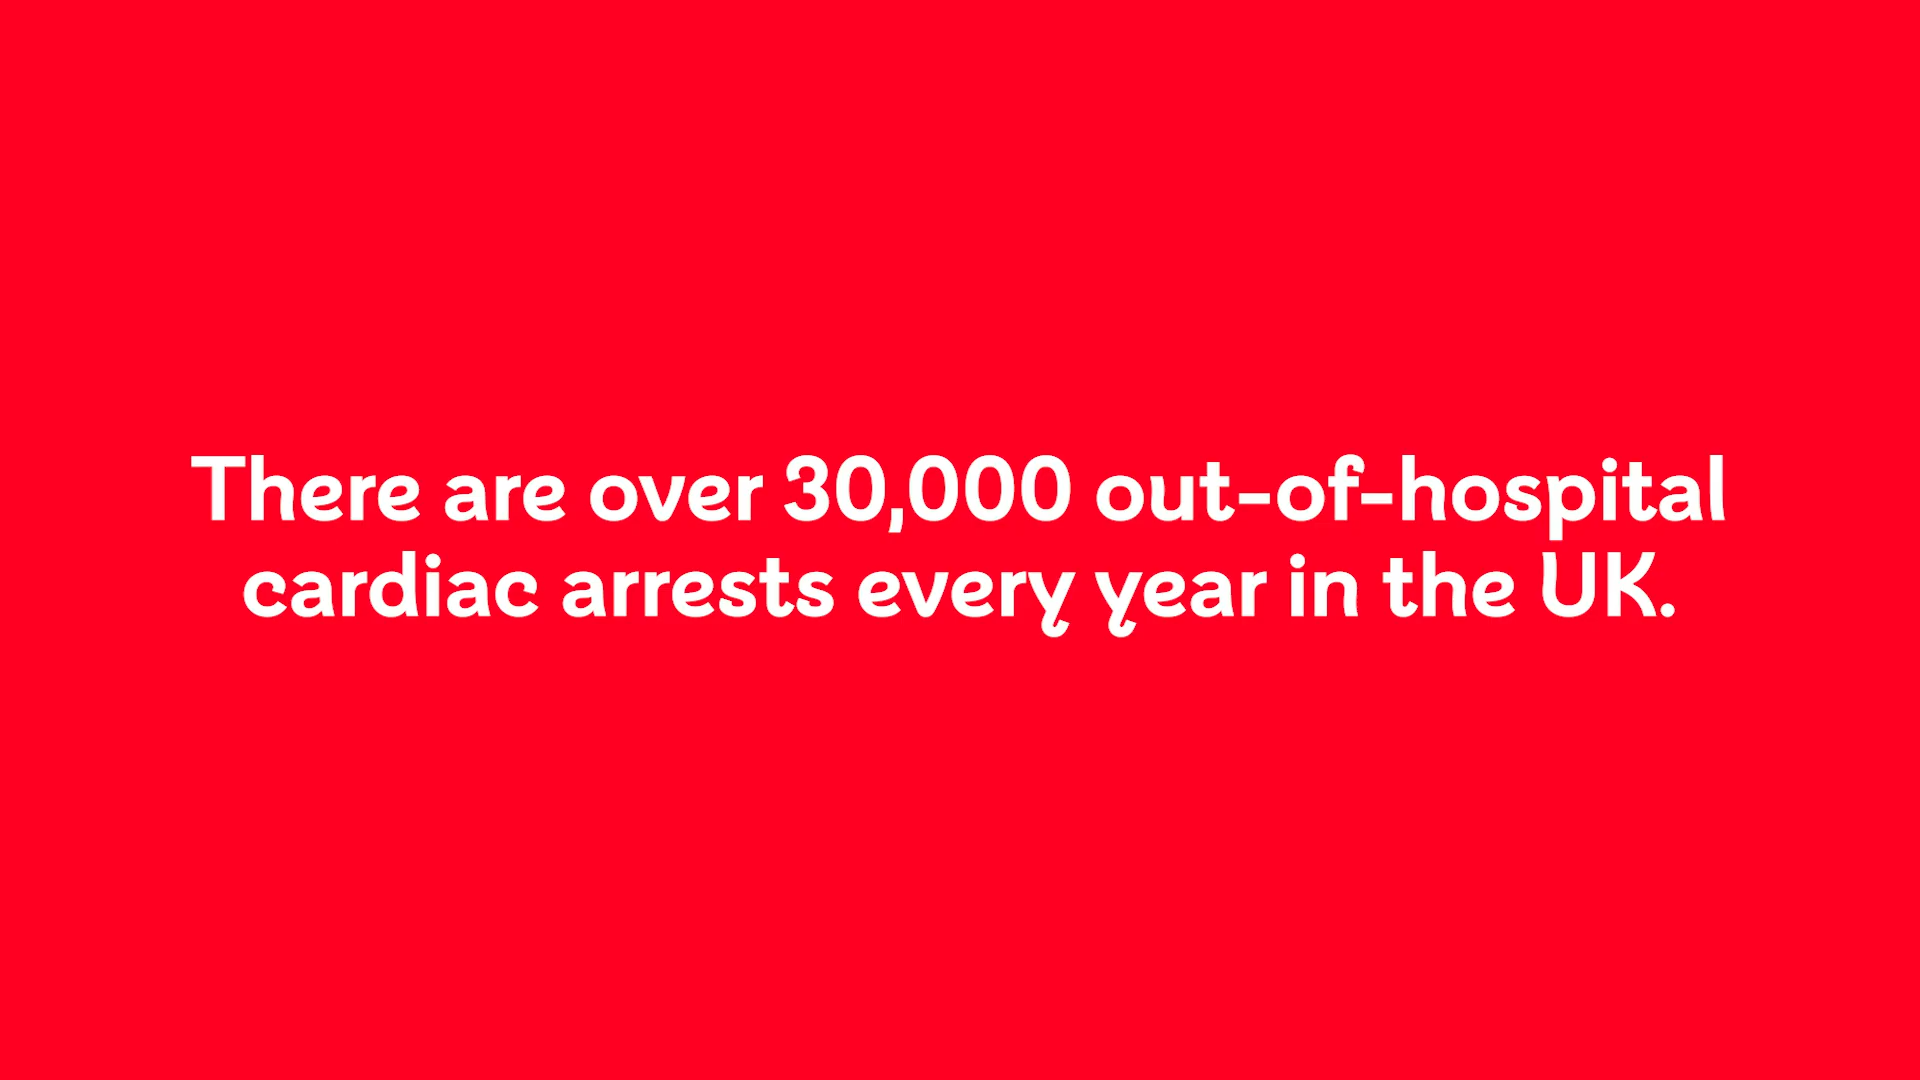 There are over 30,000 out-of-hospital
cardiac arrests every year in the UK.